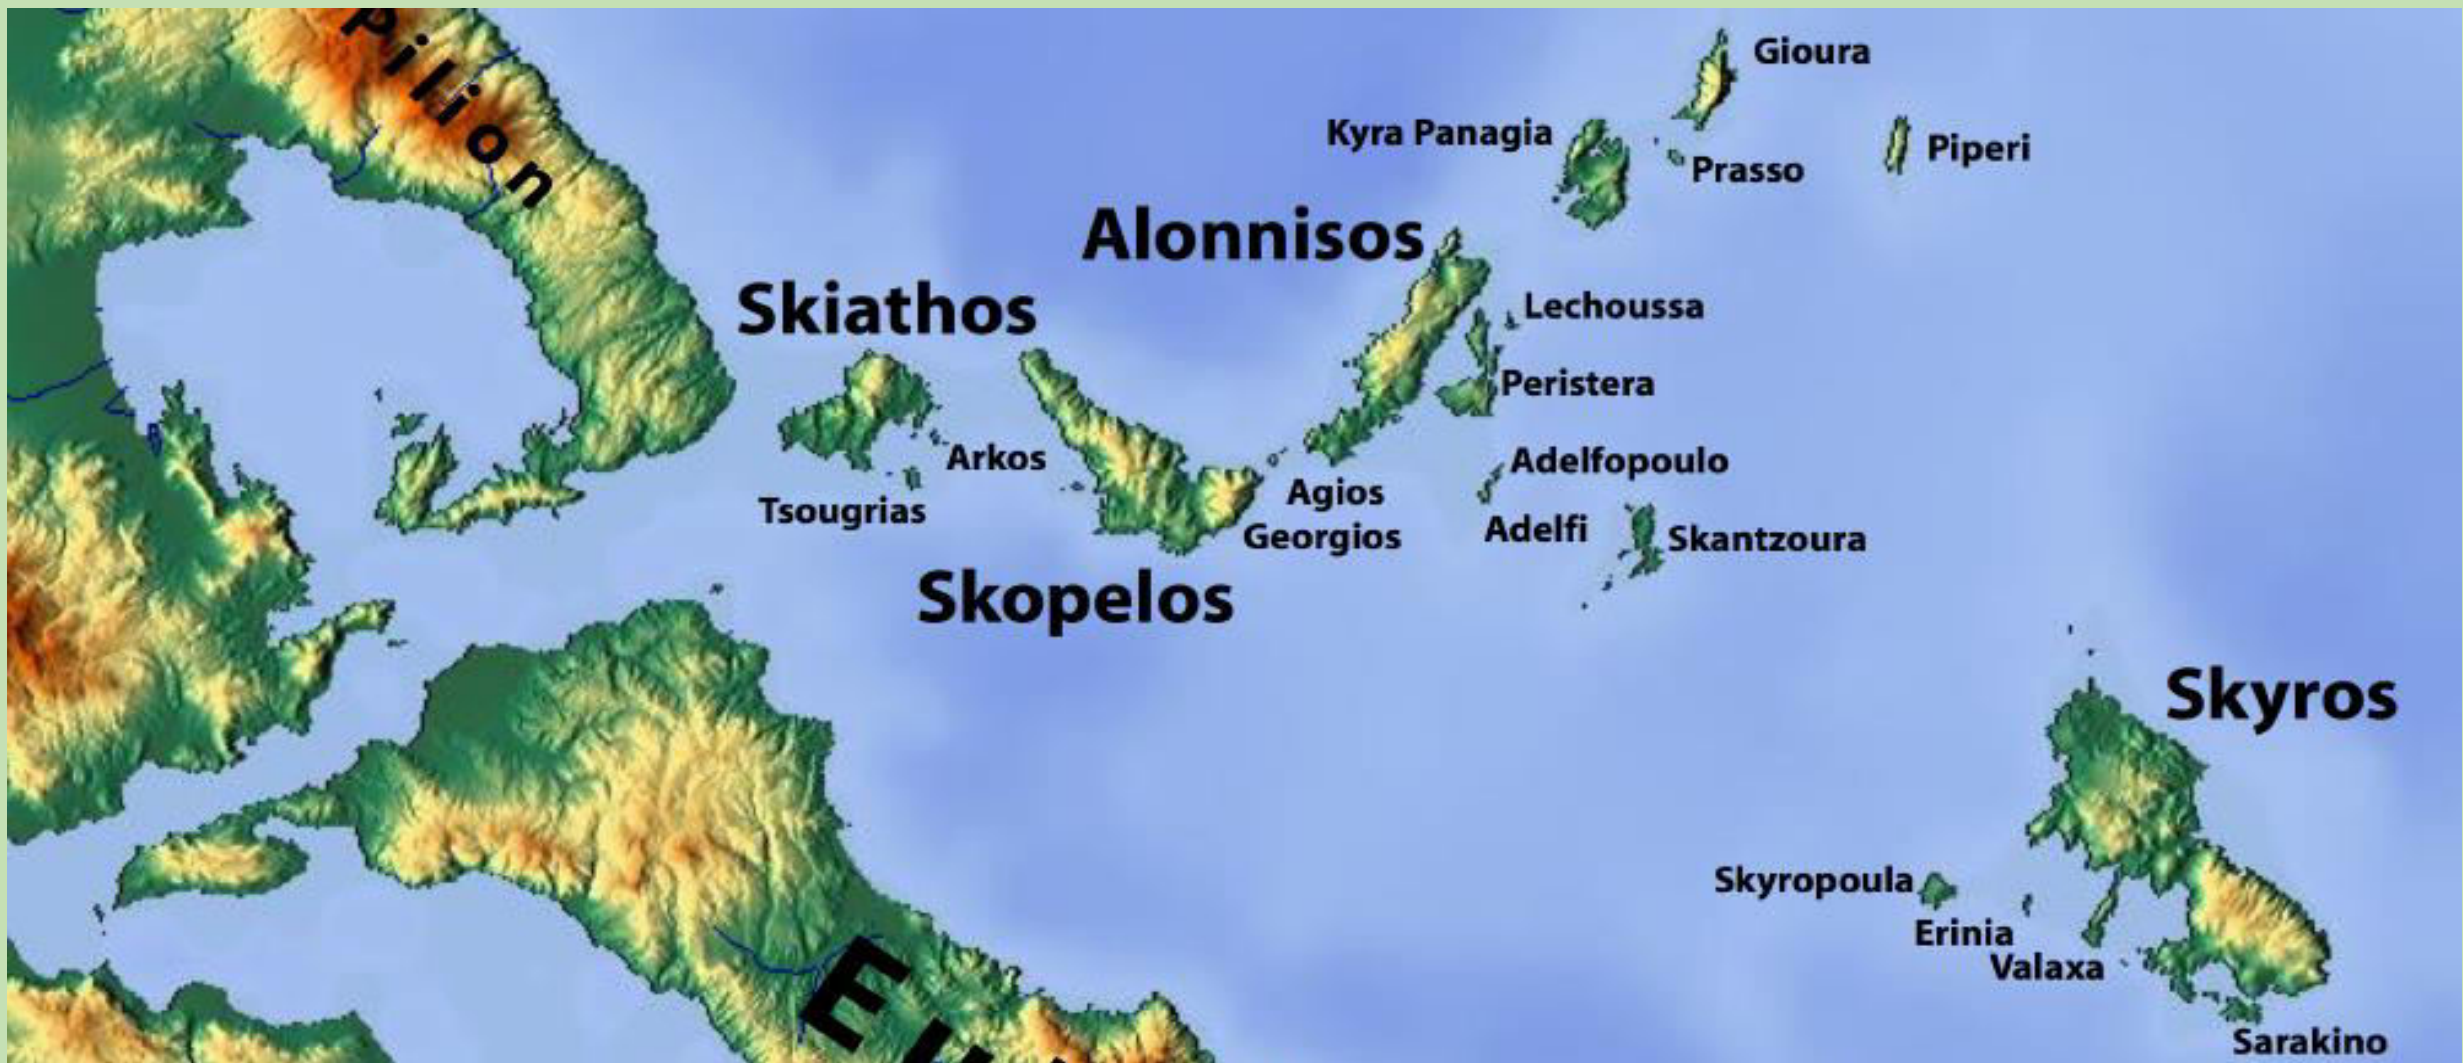 Pilion
Gioura
Kyra Panagia
Piperi
Prasso
Alonnisos
Skiathos
Lechoussa
Peristera
Arkos
Adelfopoulo
Tsougrias
Agios
Georgios
Adelfi
Skantzoura
Skopelos
Skyros
Skyropoula
Erinia
Valaxa
Sarakino